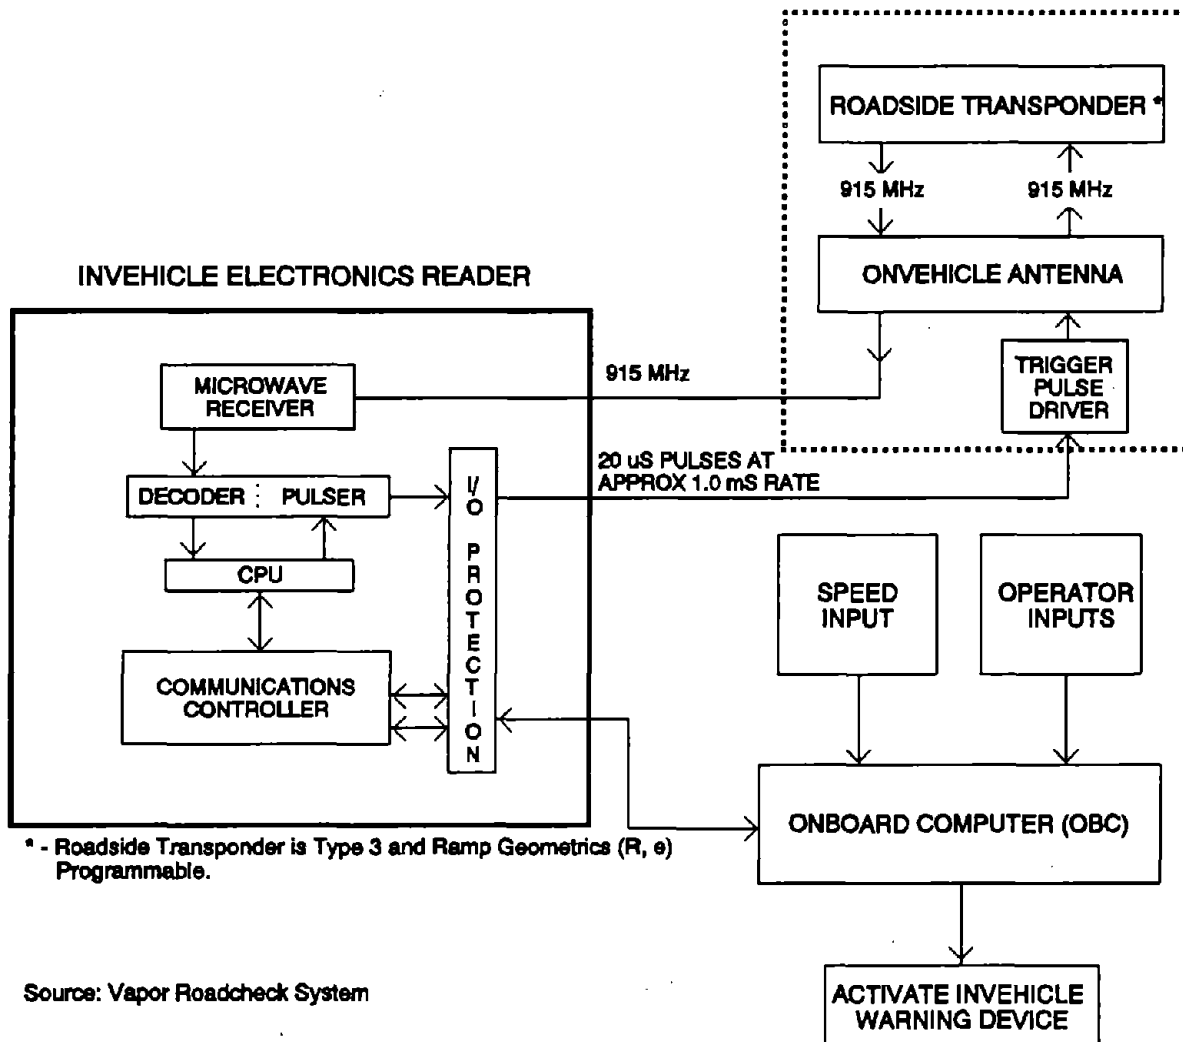 ROADSIDE TRANSPONDER *
915 MHz 915 MHz
ONVEHICLE ANTENNA
TRIGGER
PULSE
DRIVER
INVEHICLE ELECTRONICS READER
MICROWAVE
RECEIVER
915 MHz
DECODER PULSER
20 uS PULSES AT
APPROX 1.0 mS RATE
I/O PROTECTION
CPU
COMMUNICATIONS
CONTROLLER
SPEED
INPUT
OPERATOR
INPUTS
ONBOARD COMPUTER (OBC)
* - Roadside Transponder is Type 3 and Ramp Geometrics (R, e)
Programmable.
Source: Vapor Roadcheck System
ACTIVATE INVEHICLE
WARNING DEVICE